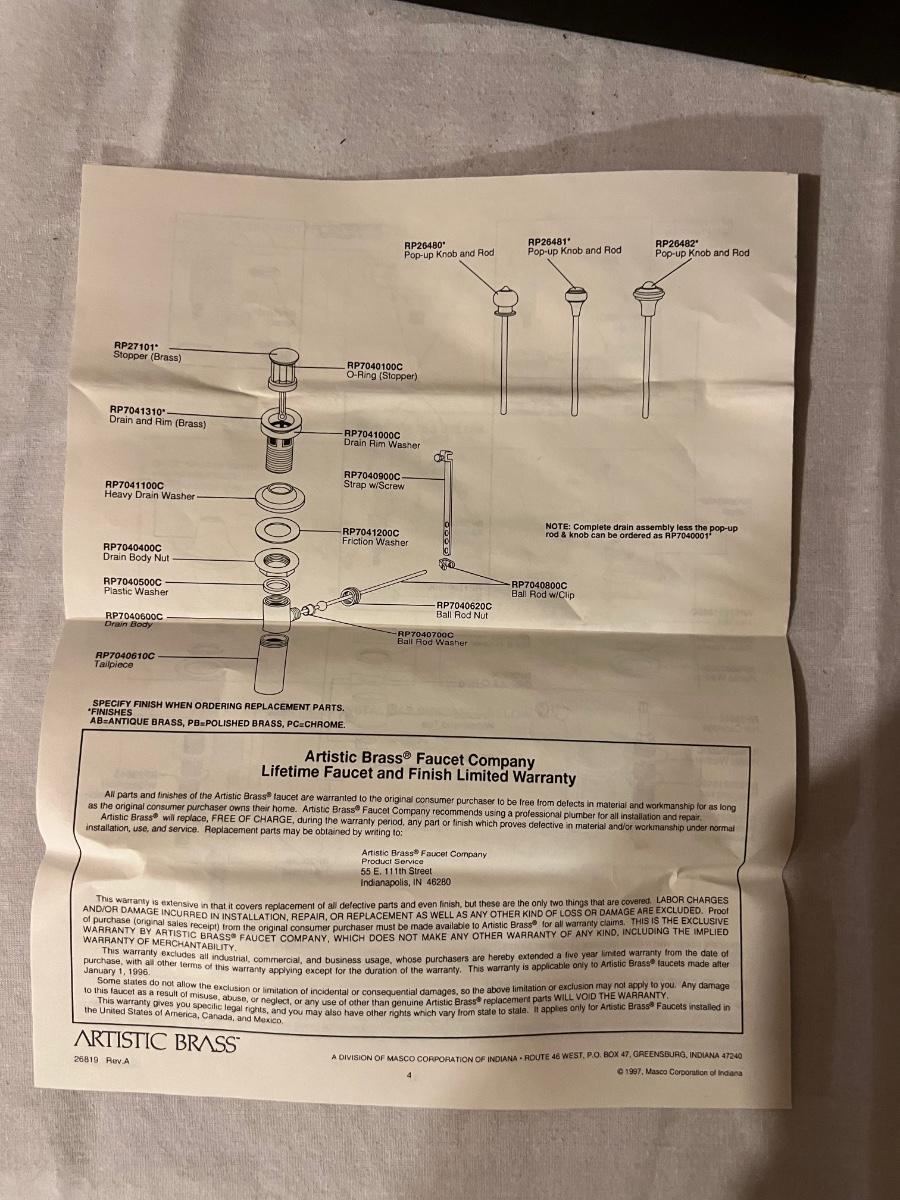 RP26480*
Pop-up Knob and Rod
RP26481*
Pop-up Knob and Rod
RP26482*
Pop-up Knob and Rod
RP27101*
Stopper (Brass)
RP7040100C
O-Ring (Stopper)
RP7041310*
Drain and Rim (Brass)
RP7041000C
Drain Rim Washer
RP7040900C
Strap w/Screw
RP7041100C
Heavy Drain Washer
RP7041200C
Friction Washer
NOTE: Complete drain assembly less the pop-up
rod & knob can be ordered as RP7040001*
RP7040400C
Drain Body Nut
RP7040500C
Plastic Washer
RP7040800C
Ball Rod w/Clip
RP7040620C
Ball Rod Nut
RP7040600C
Drain Body
RP7040700C
Ball Rod Washer
RP7040610C
Tailpiece
SPECIFY FINISH WHEN ORDERING REPLACEMENT PARTS.
*FINISHES
AB=ANTIQUE BRASS, PB=POLISHED BRASS, PC=CHROME.
Artistic Brass® Faucet Company
Lifetime Faucet and Finish Limited Warranty
All parts and finishes of the Artistic Brass® faucet are warranted to the original consumer purchaser to be free from defects in material and workmanship for as long
as the original consumer purchaser owns their home. Artistic Brass® Faucet Company recommends using a professional plumber for all installation and repair.
Artistic Brass® will replace, FREE OF CHARGE, during the warranty period, any part or finish which proves defective in material and/or workmanship under normal
installation, use, and service. Replacement parts may be obtained by writing to:
Artistic Brass® Faucet Company
Product Service
55 E. 111th Street
Indianapolis, IN 46280
This warranty is extensive in that it covers replacement of all defective parts and even finish, but these are the only two things that are covered. LABOR CHARGES
AND/OR DAMAGE INCURRED IN INSTALLATION, REPAIR, OR REPLACEMENT AS WELL AS ANY OTHER KIND OF LOSS OR DAMAGE ARE EXCLUDED. Proof
of purchase (original sales receipt) from the original consumer purchaser must be made available to Artistic Brass® for all warranty claims. THIS IS THE EXCLUSIVE
WARRANTY BY ARTISTIC BRASS® FAUCET COMPANY, WHICH DOES NOT MAKE ANY OTHER WARRANTY OF ANY KIND, INCLUDING THE IMPLIED
WARRANTY OF MERCHANTABILITY.
This warranty excludes all industrial, commercial, and business usage, whose purchasers are hereby extended a five year limited warranty from the date of
purchase, with all other terms of this warranty applying except for the duration of the warranty. This warranty is applicable only to Artistic Brass® faucets made after
January 1, 1996.
Some states do not allow the exclusion or limitation of incidental or consequential damages, so the above limitation or exclusion may not apply to you. Any damage
to this faucet as a result of misuse, abuse, or neglect, or any use of other than genuine Artistic Brass® replacement parts WILL VOID THE WARRANTY.
This warranty gives you specific legal rights, and you may also have other rights which vary from state to state. It applies only for Artistic Brass® Faucets installed in
the United States of America, Canada, and Mexico.
ARTISTIC BRASS™
26819 Rev.A
A DIVISION OF MASCO CORPORATION OF INDIANA • ROUTE 46 WEST, P.O. BOX 47, GREENSBURG, INDIANA 47240
4
© 1997, Masco Corporation of Indiana